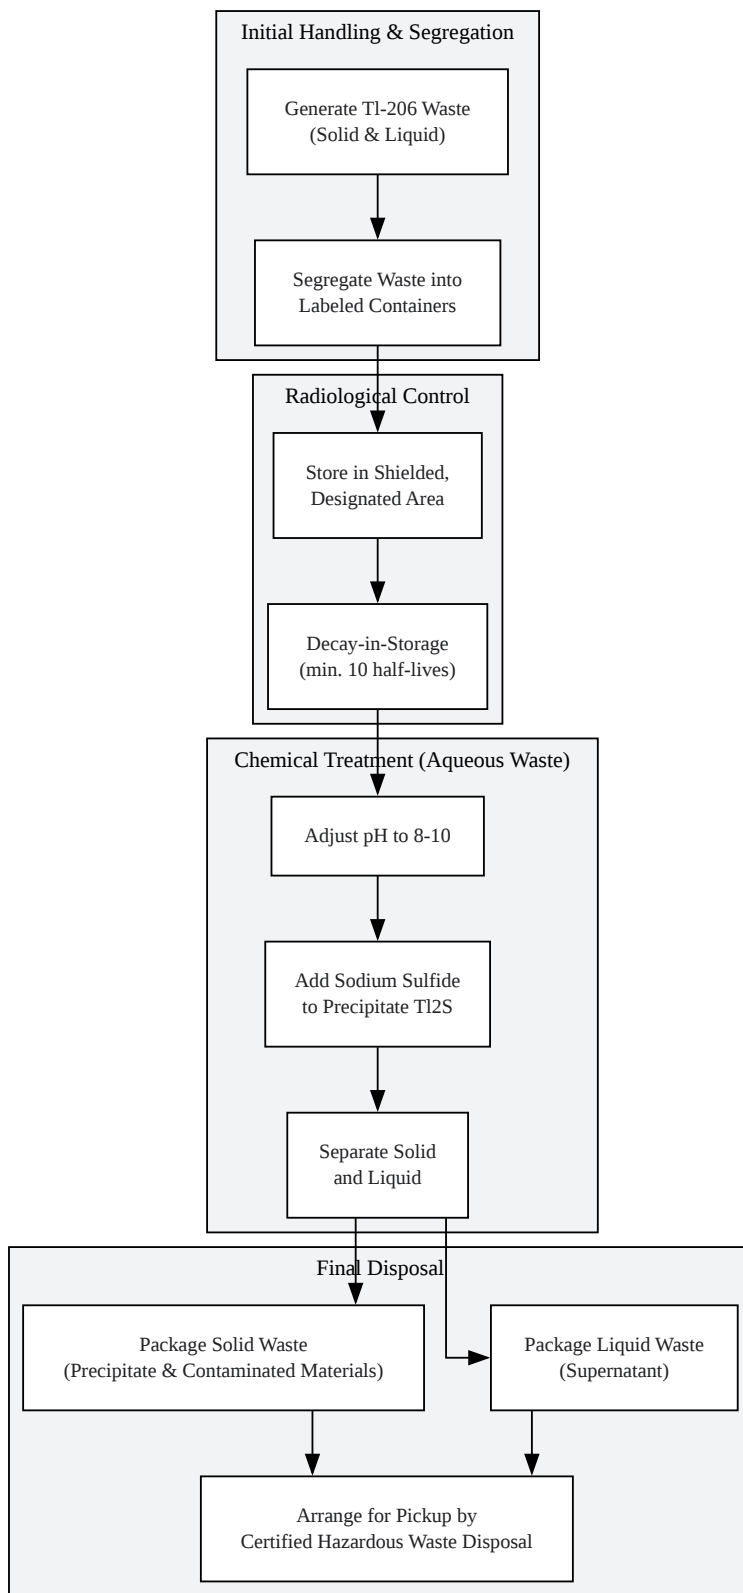 Initial Handling & Segregation
Generate Tl-206 Waste
(Solid & Liquid)
Segregate Waste into
Labeled Containers
Radiological Control
Store in Shielded,
Designated Area
Decay-in-Storage
(min. 10 half-lives)
Chemical Treatment (Aqueous Waste)
Adjust pH to 8-10
Add Sodium Sulfide
to Precipitate Tl2S
Separate Solid
and Liquid
Final Disposal
Package Solid Waste
(Precipitate & Contaminated Materials)
Package Liquid Waste
(Supernatant)
Arrange for Pickup by
Certified Hazardous Waste Disposal